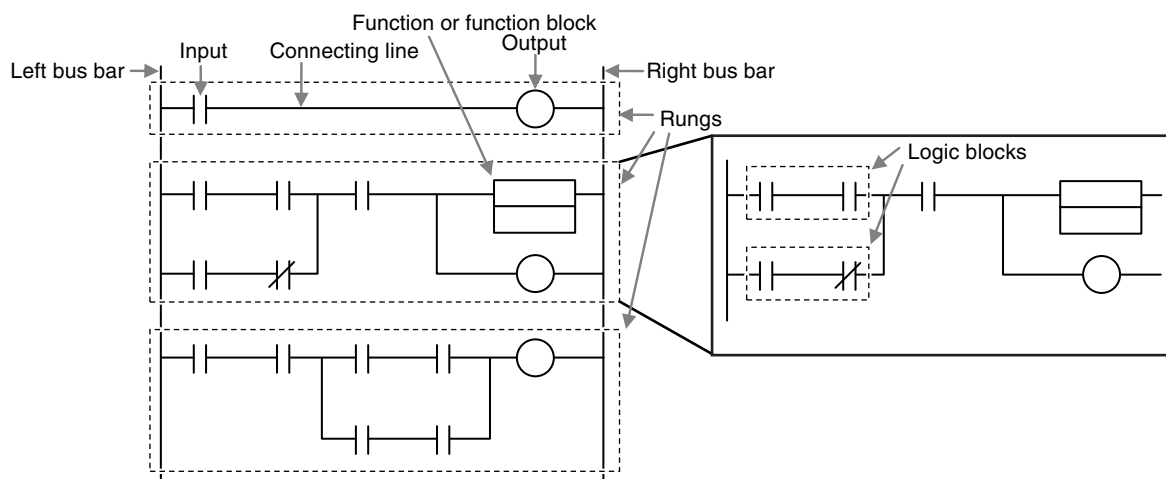 Function or function block
Input
Connecting line
Output
Left bus bar
Right bus bar
Rungs
Logic blocks